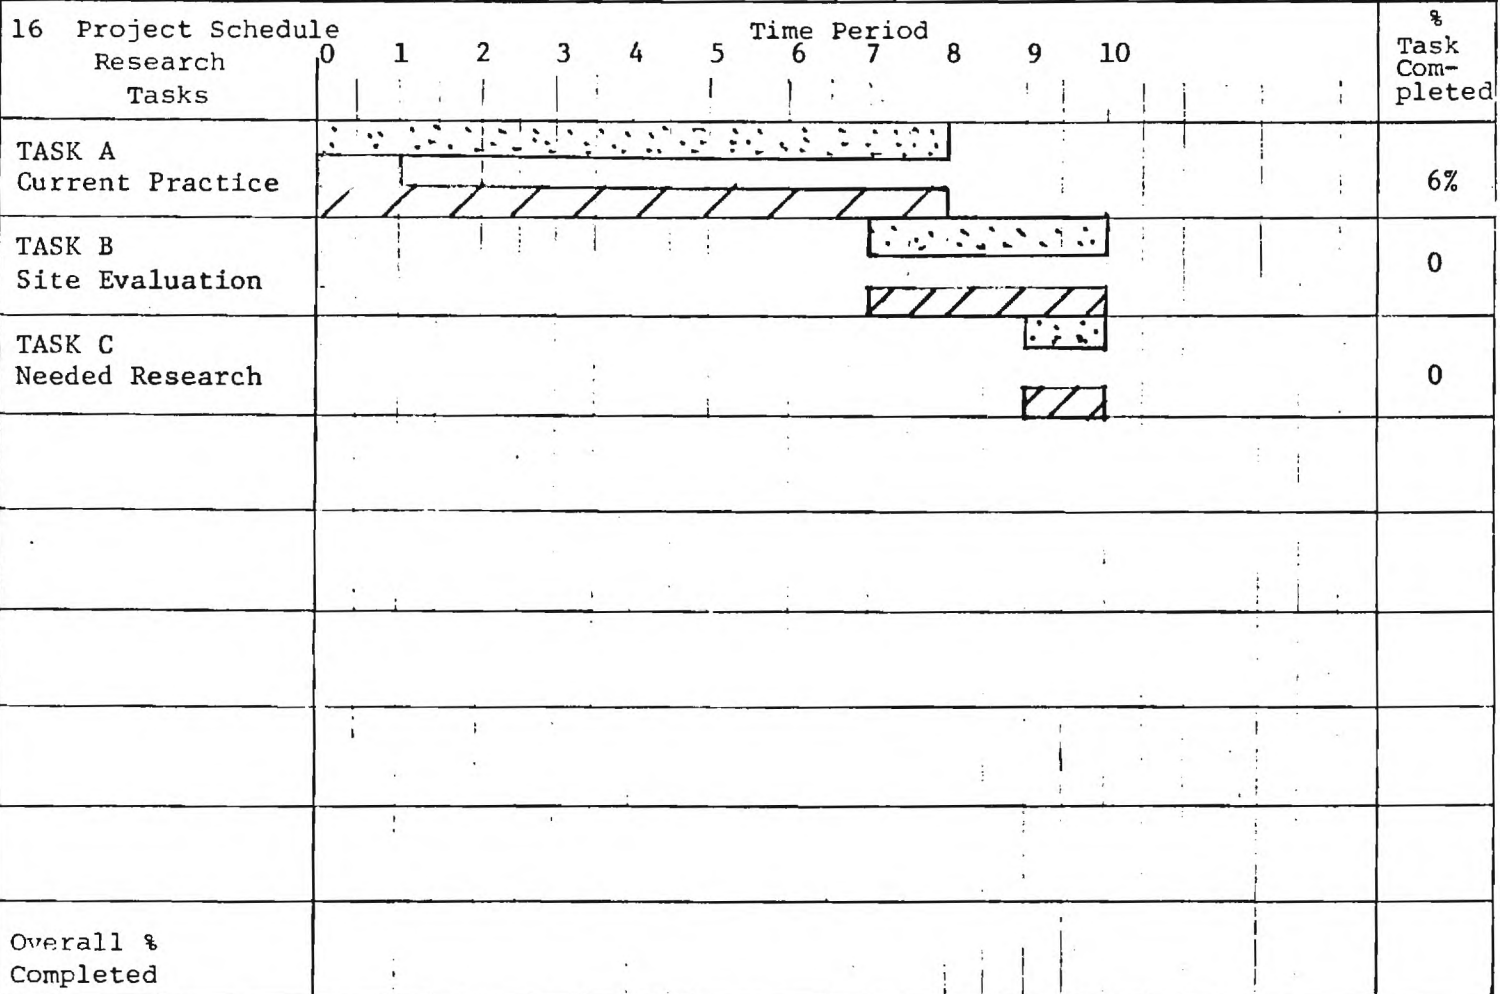 16 Project Schedule
Research
Tasks
Time Period
0 1 2 3 4 5 6 7 8 9 10
%
Task
Com-
pleted
TASK A
Current Practice
6%
TASK B
Site Evaluation
0
TASK C
Needed Research
0
Overall %
Completed